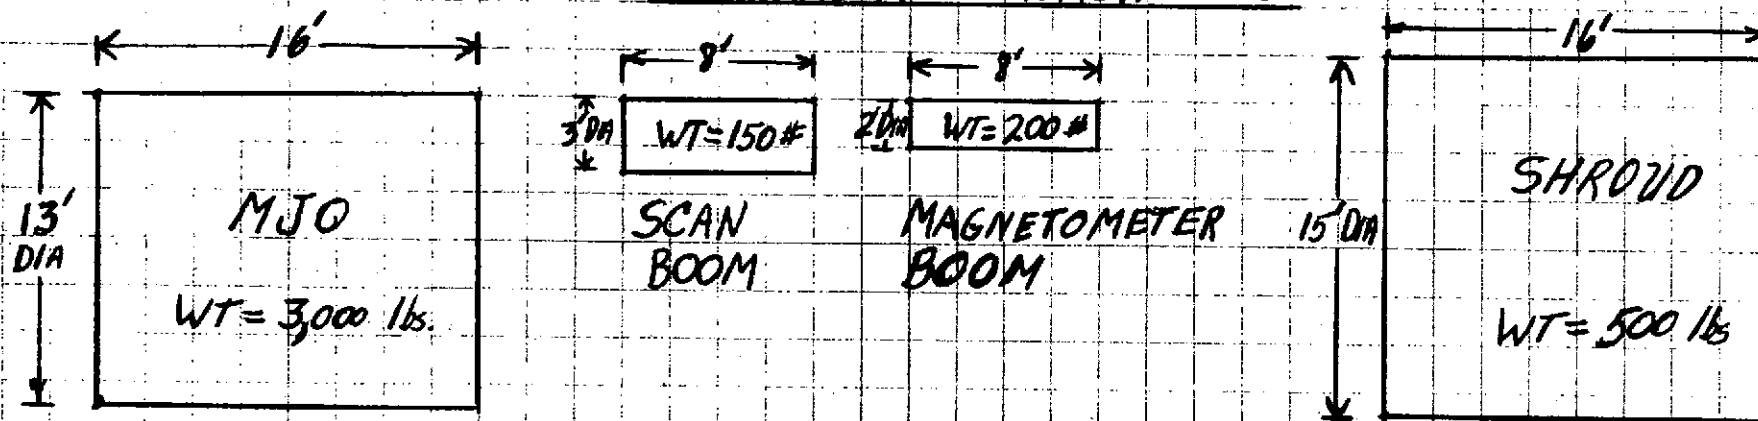 16'
13'
DIA
MJO
WT = 3,000 lbs.
8'
3' DIA
WT=150#
SCAN
BOOM
8'
2' DIA
WT=200#
MAGNETOMETER
BOOM
16'
15' DIA
SHROUD
WT = 500 lbs